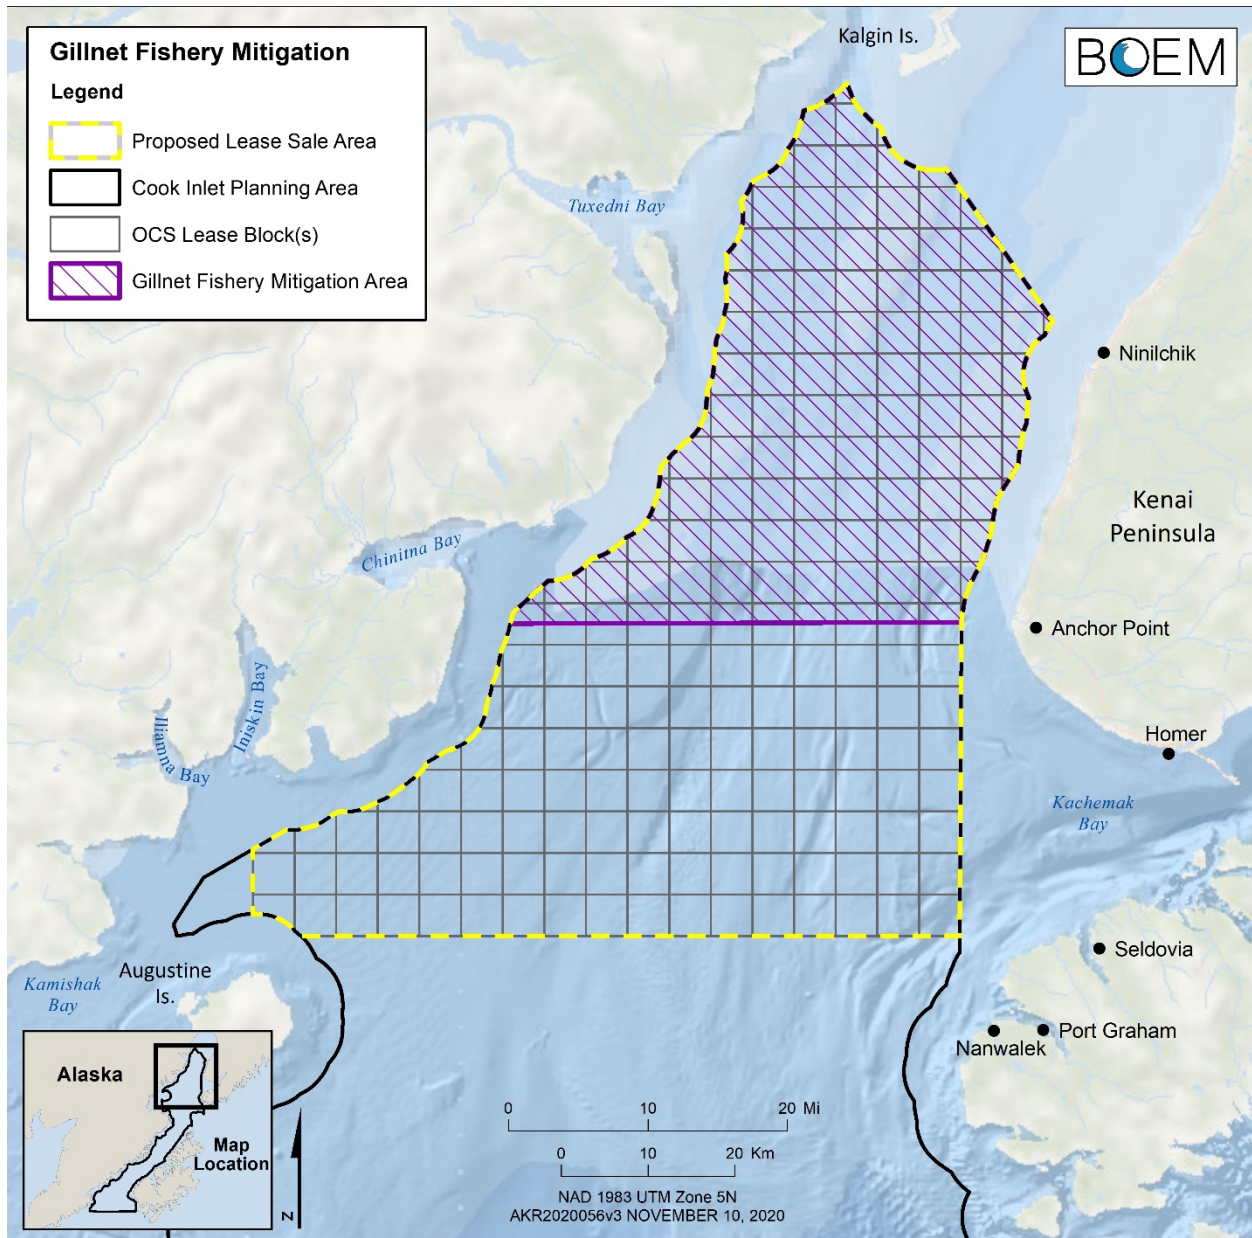 Gillnet Fishery Mitigation
Legend
Proposed Lease Sale Area
Cook Inlet Planning Area
OCS Lease Block(s)
Gillnet Fishery Mitigation Area
Kalgin Is.
BOEM
Tuxedni Bay
Ninilchik
Kenai
Peninsula
Chinitna Bay
Anchor Point
Iniskin Bay
Iliamna Bay
Homer
Kachemak
Bay
Seldovia
Augustine
Is.
Kamishak
Bay
Port Graham
Nanwalek
Alaska
Map
Location
N
0 10 20 Mi
0 10 20 Km
NAD 1983 UTM Zone 5N
AKR2020056v3 NOVEMBER 10, 2020